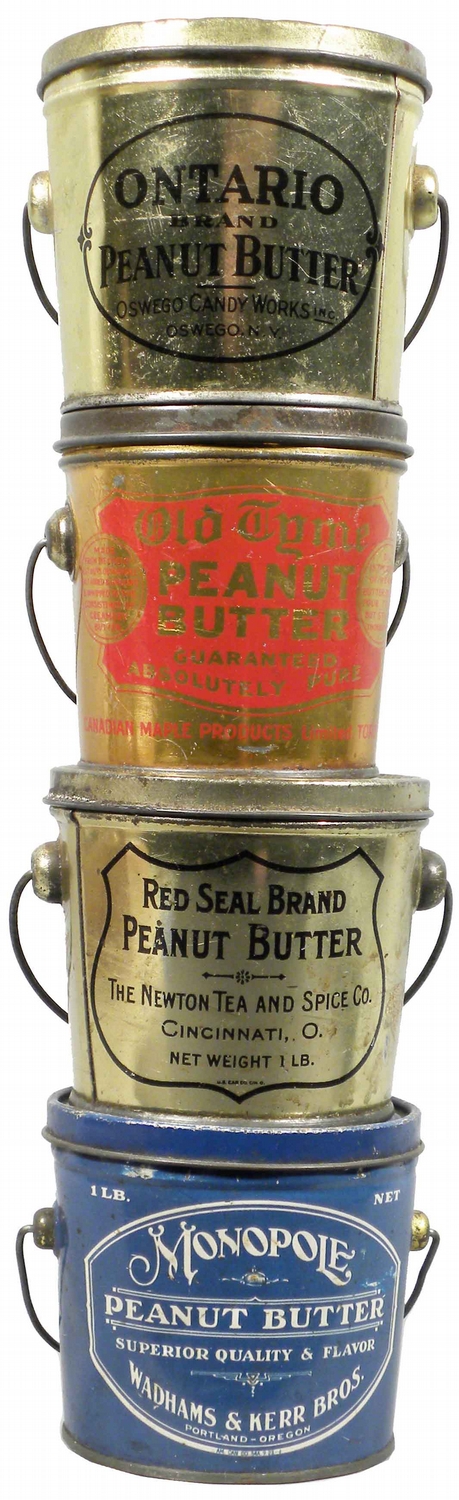 ONTARIO
BRAND
PEANUT BUTTER
OSWEGO CANDY WORKS INC.
OSWEGO, N.Y.
Old Tyme
PEANUT
BUTTER
GUARANTEED
ABSOLUTELY PURE
CANADIAN MAPLE PRODUCTS
RED SEAL BRAND
PEANUT BUTTER
THE NEWTON TEA AND SPICE CO.
CINCINNATI, O.
NET WEIGHT 1 LB.
1 LB. NET
MONOPOLE
PEANUT BUTTER
SUPERIOR QUALITY & FLAVOR
WADHAMS & KERR BROS.
PORTLAND-OREGON